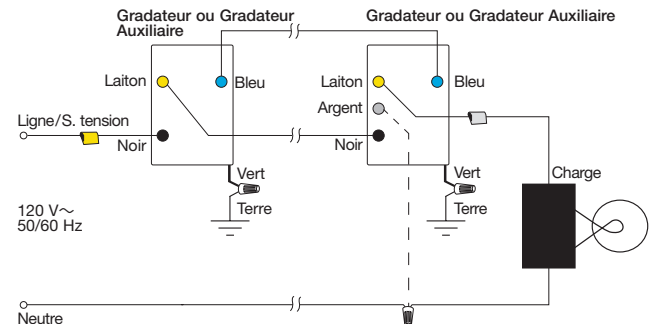 Gradateur ou Gradateur
Auxiliaire
Gradateur ou Gradateur Auxiliaire
Laiton
Bleu
Laiton
Bleu
Argent
Ligne/S. tension
Noir
Noir
Vert
Vert
Charge
Terre
Terre
120 V~
50/60 Hz
Neutre